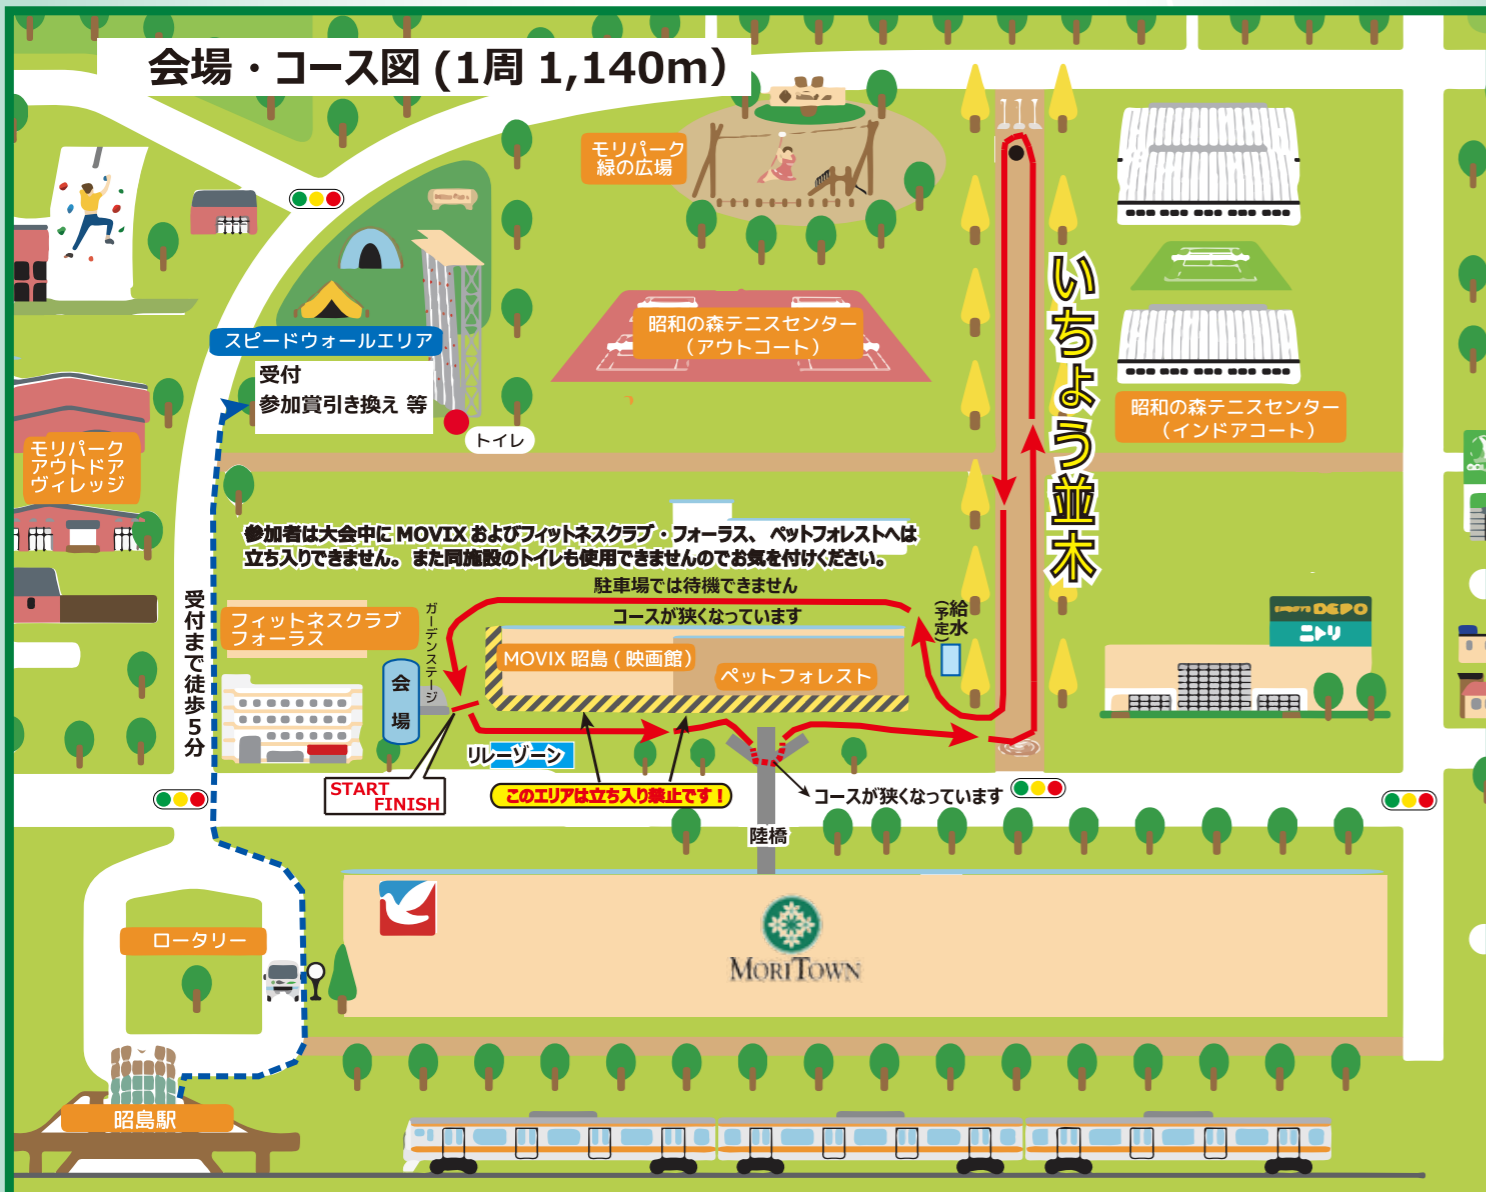 会場・コース図 (1周 1,140m)
モリパーク
緑の広場
いちょう並木
スピードウォールエリア
受付
参加賞引き換え 等
トイレ
昭和の森テニスセンター
(アウトコート)
昭和の森テニスセンター
(インドアコート)
モリパーク
アウトドア
ヴィレッジ
参加者は大会中に MOVIX およびフィットネスクラブ・フォーラス、 ペットフォレストへは
立ち入りできません。 また同施設のトイレも使用できませんのでお気を付けください。
駐車場では待機できません
コースが狭くなっています
受付まで徒歩5分
フィットネスクラブ
フォーラス
ガーデンステージ
会場
MOVIX 昭島 ( 映画館)
ペットフォレスト
給水
(予定)
DEPO
ニトリ
リレーゾーン
START
FINISH
このエリアは立ち入り禁止です!
コースが狭くなっています
陸橋
ロータリー
MORITOWN
昭島駅